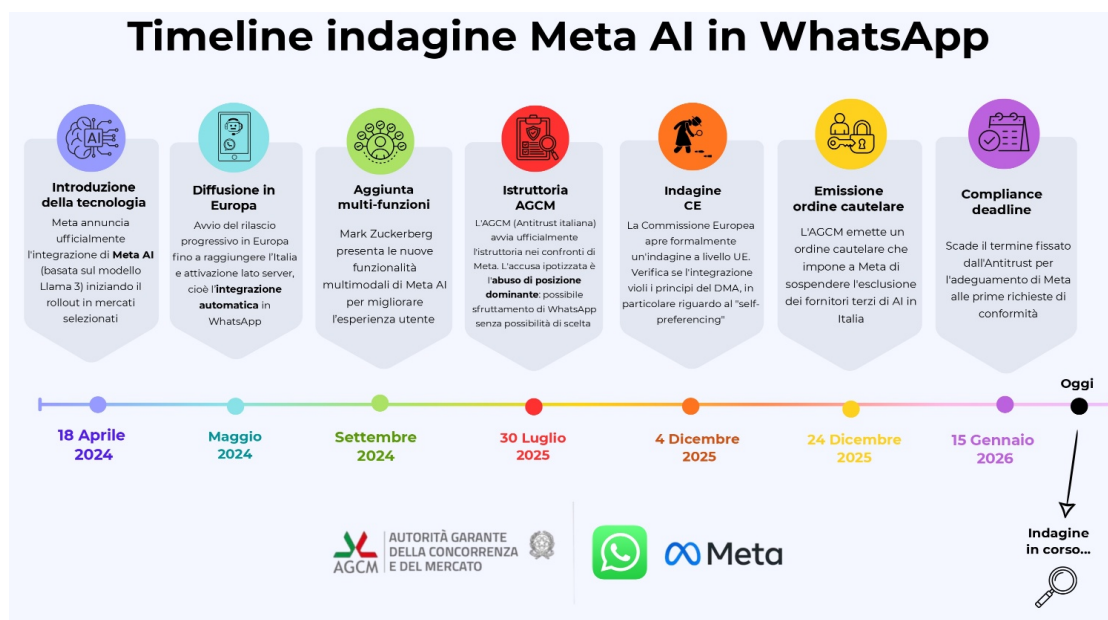 Timeline indagine Meta AI in WhatsApp
AI
Introduzione
della tecnologia
Meta annuncia
ufficialmente
l'integrazione di Meta AI
(basata sul modello
Llama 3) iniziando il
rollout in mercati
selezionati
Diffusione in
Europa
Avvio del rilascio
progressivo in Europa
fino a raggiungere l'Italia
e attivazione lato server,
cioè l'integrazione
automatica in
WhatsApp
Aggiunta
multi-funzioni
Mark Zuckerberg
presenta le nuove
funzionalità
multimodali di Meta AI
per migliorare
l'esperienza utente
Istruttoria
AGCM
L'AGCM (Antitrust italiana)
avvia ufficialmente
l'istruttoria nei confronti di
Meta. L'accusa ipotizzata è
l'abuso di posizione
dominante: possibile
sfruttamento di WhatsApp
senza possibilità di scelta
Indagine
CE
La Commissione Europea
apre formalmente
un'indagine a livello UE.
Verifica se l'integrazione
violi i principi del DMA, in
particolare riguardo al "self-
preferencing"
Emissione
ordine cautelare
L'AGCM emette un
ordine cautelare che
impone a Meta di
sospendere l'esclusione
dei fornitori terzi di AI in
Italia
Compliance
deadline
Scade il termine fissato
dall'Antitrust per
l'adeguamento di Meta
alle prime richieste di
conformità
Oggi
18 Aprile
2024
Maggio
2024
Settembre
2024
30 Luglio
2025
4 Dicembre
2025
24 Dicembre
2025
15 Gennaio
2026
Indagine
in corso...
AGCM
AUTORITÀ GARANTE
DELLA CONCORRENZA
E DEL MERCATO
Meta